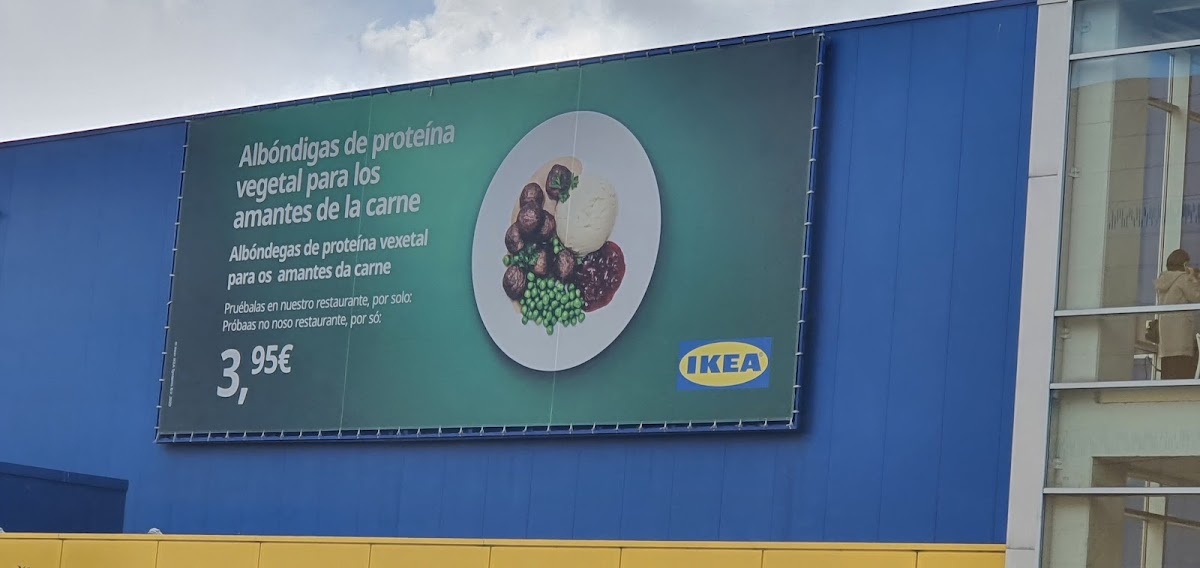 Albóndigas de proteína
vegetal para los
amantes de la carne
Albóndegas de proteína vexetal
para os amantes da carne
Pruébalas en nuestro restaurante, por solo:
Próbaas no noso restaurante, por só:
3,95€
IKEA